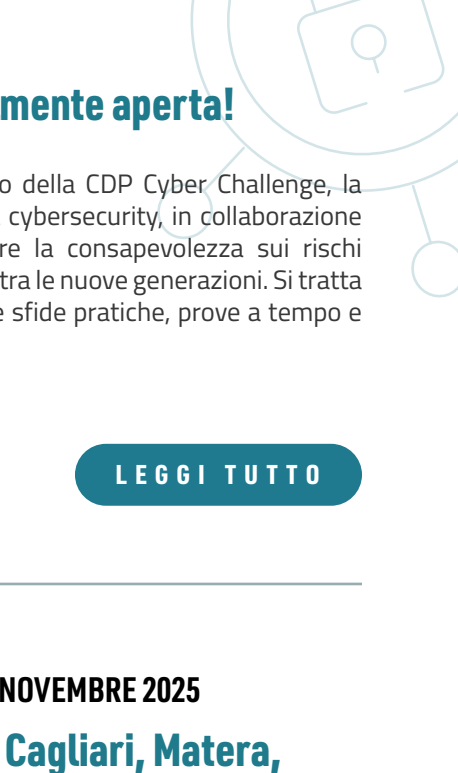 mente aperta!
o della CDP Cyber Challenge, la
cybersecurity, in collaborazione
re la consapevolezza sui rischi
tra le nuove generazioni. Si tratta
e sfide pratiche, prove a tempo e
LEGGI TUTTO
NOVEMBRE 2025
Cagliari, Matera,